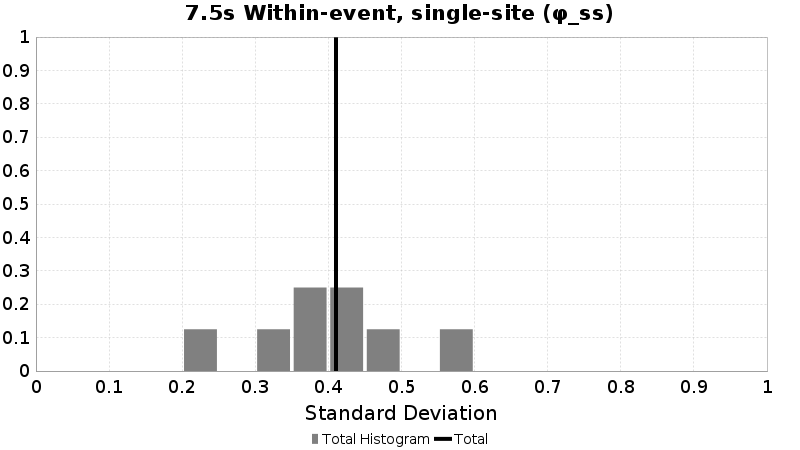 7.5s Within-event, single-site (φ_ss)
1
0.9
0.8
0.7
0.6
0.5
0.4
0.3
0.2
0.1
0
0 0.1 0.2 0.3 0.4 0.5 0.6 0.7 0.8 0.9 1
Standard Deviation
Total Histogram Total